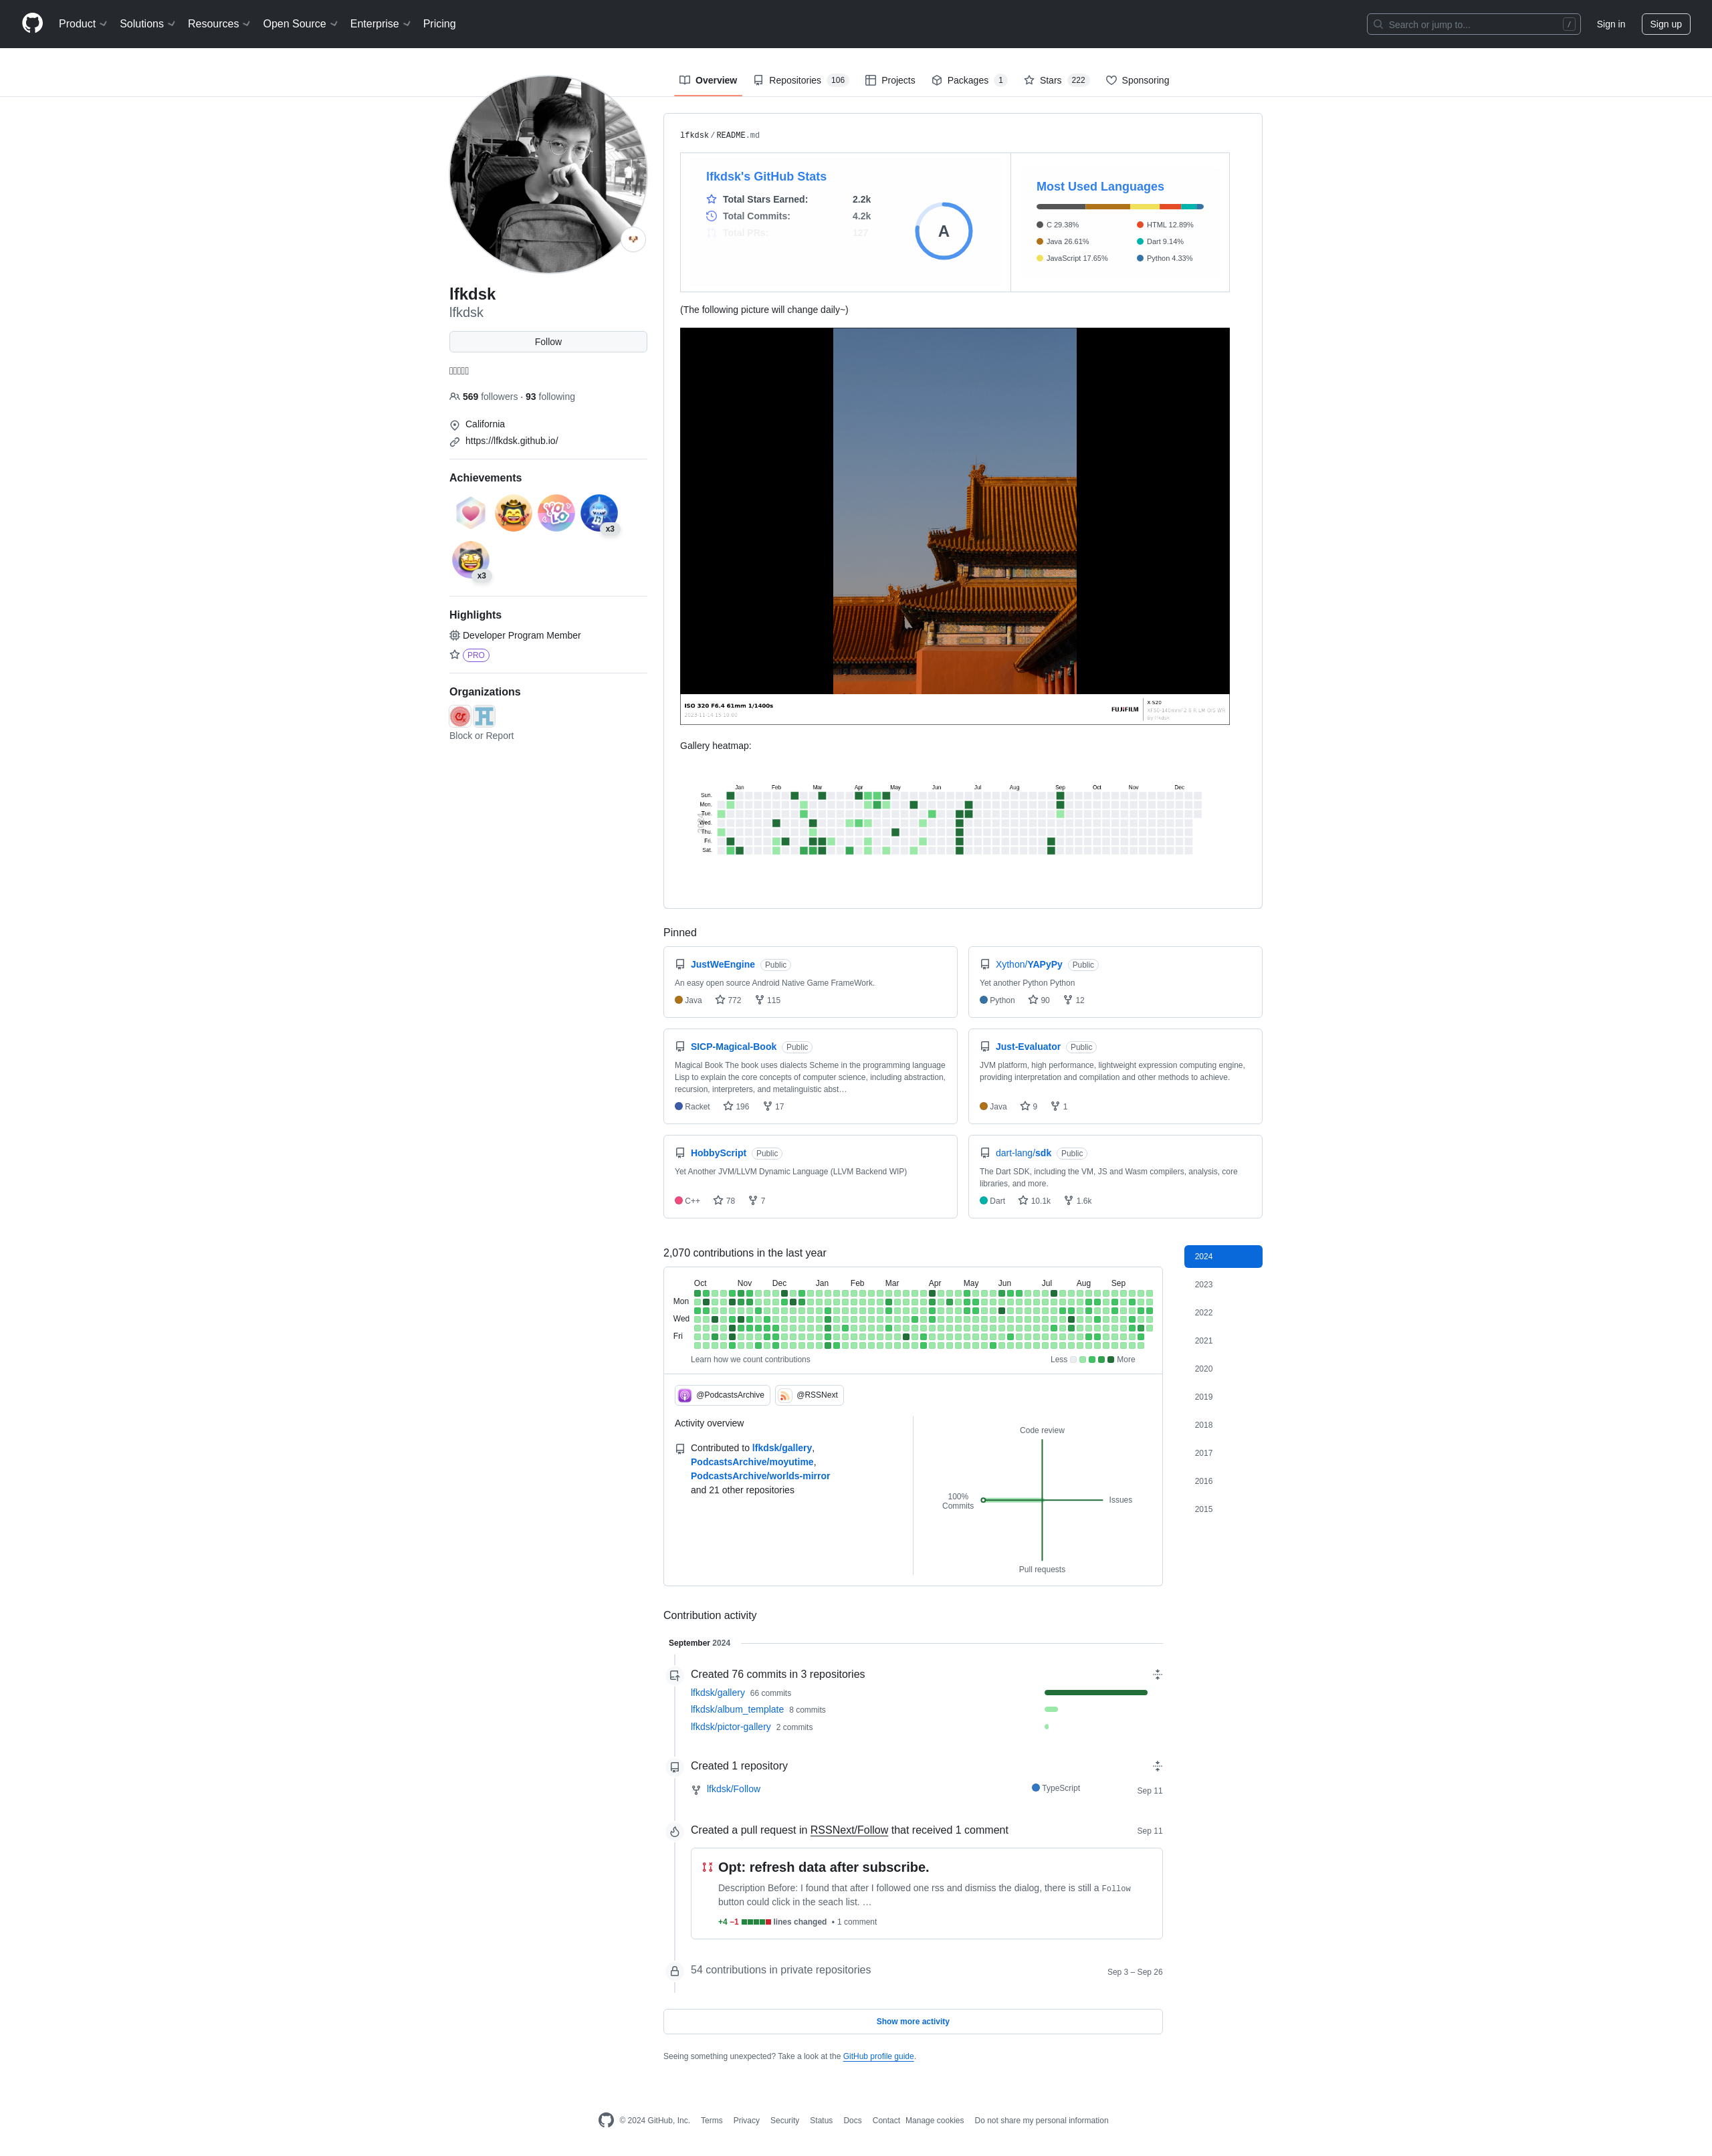 Product
Solutions
Resources
Open Source
Enterprise
Pricing
Search or jump to...
/
Sign in
Sign up
Overview
Repositories 106
Projects
Packages 1
Stars 222
Sponsoring
lfkdsk
lfkdsk
Follow
569 followers · 93 following
California
https://lfkdsk.github.io/
Achievements
YOLO
x3
x3
Highlights
Developer Program Member
PRO
Organizations
Block or Report
lfkdsk/README.md
lfkdsk's GitHub Stats
Total Stars Earned: 2.2k
Total Commits: 4.2k
Total PRs: 127
A
Most Used Languages
C 29.38%
HTML 12.89%
Java 26.61%
Dart 9.14%
JavaScript 17.65%
Python 4.33%
(The following picture will change daily~)
ISO 320 F6.4 61mm 1/1400s
FUJIFILM
X-S20
Gallery heatmap:
Jan Feb Mar Apr May Jun Jul Aug Sep Oct Nov Dec
Sun.
Mon.
Tue.
Wed.
Thu.
Fri.
Sat.
Pinned
JustWeEngine Public
An easy open source Android Native Game FrameWork.
Java 772 115
Xython/YAPyPy Public
Yet another Python Python
Python 90 12
SICP-Magical-Book Public
Magical Book The book uses dialects Scheme in the programming language
Lisp to explain the core concepts of computer science, including abstraction,
recursion, interpreters, and metalinguistic abst…
Racket 196 17
Just-Evaluator Public
JVM platform, high performance, lightweight expression computing engine,
providing interpretation and compilation and other methods to achieve.
Java 9 1
HobbyScript Public
Yet Another JVM/LLVM Dynamic Language (LLVM Backend WIP)
C++ 78 7
dart-lang/sdk Public
The Dart SDK, including the VM, JS and Wasm compilers, analysis, core
libraries, and more.
Dart 10.1k 1.6k
2,070 contributions in the last year
Oct Nov Dec Jan Feb Mar Apr May Jun Jul Aug Sep
Mon
Wed
Fri
Learn how we count contributions
Less
More
2024
2023
2022
2021
2020
2019
2018
2017
2016
2015
@PodcastsArchive
@RSSNext
Activity overview
Contributed to lfkdsk/gallery,
PodcastsArchive/moyutime,
PodcastsArchive/worlds-mirror
and 21 other repositories
Code review
100%
Commits
Issues
Pull requests
Contribution activity
September 2024
Created 76 commits in 3 repositories
lfkdsk/gallery 66 commits
lfkdsk/album_template 8 commits
lfkdsk/pictor-gallery 2 commits
Created 1 repository
lfkdsk/Follow TypeScript Sep 11
Created a pull request in RSSNext/Follow that received 1 comment Sep 11
Opt: refresh data after subscribe.
Description Before: I found that after I followed one rss and dismiss the dialog, there is still a Follow
button could click in the seach list. …
+4 −1 lines changed • 1 comment
54 contributions in private repositories Sep 3 – Sep 26
Show more activity
Seeing something unexpected? Take a look at the GitHub profile guide.
© 2024 GitHub, Inc.
Terms
Privacy
Security
Status
Docs
Contact
Manage cookies
Do not share my personal information